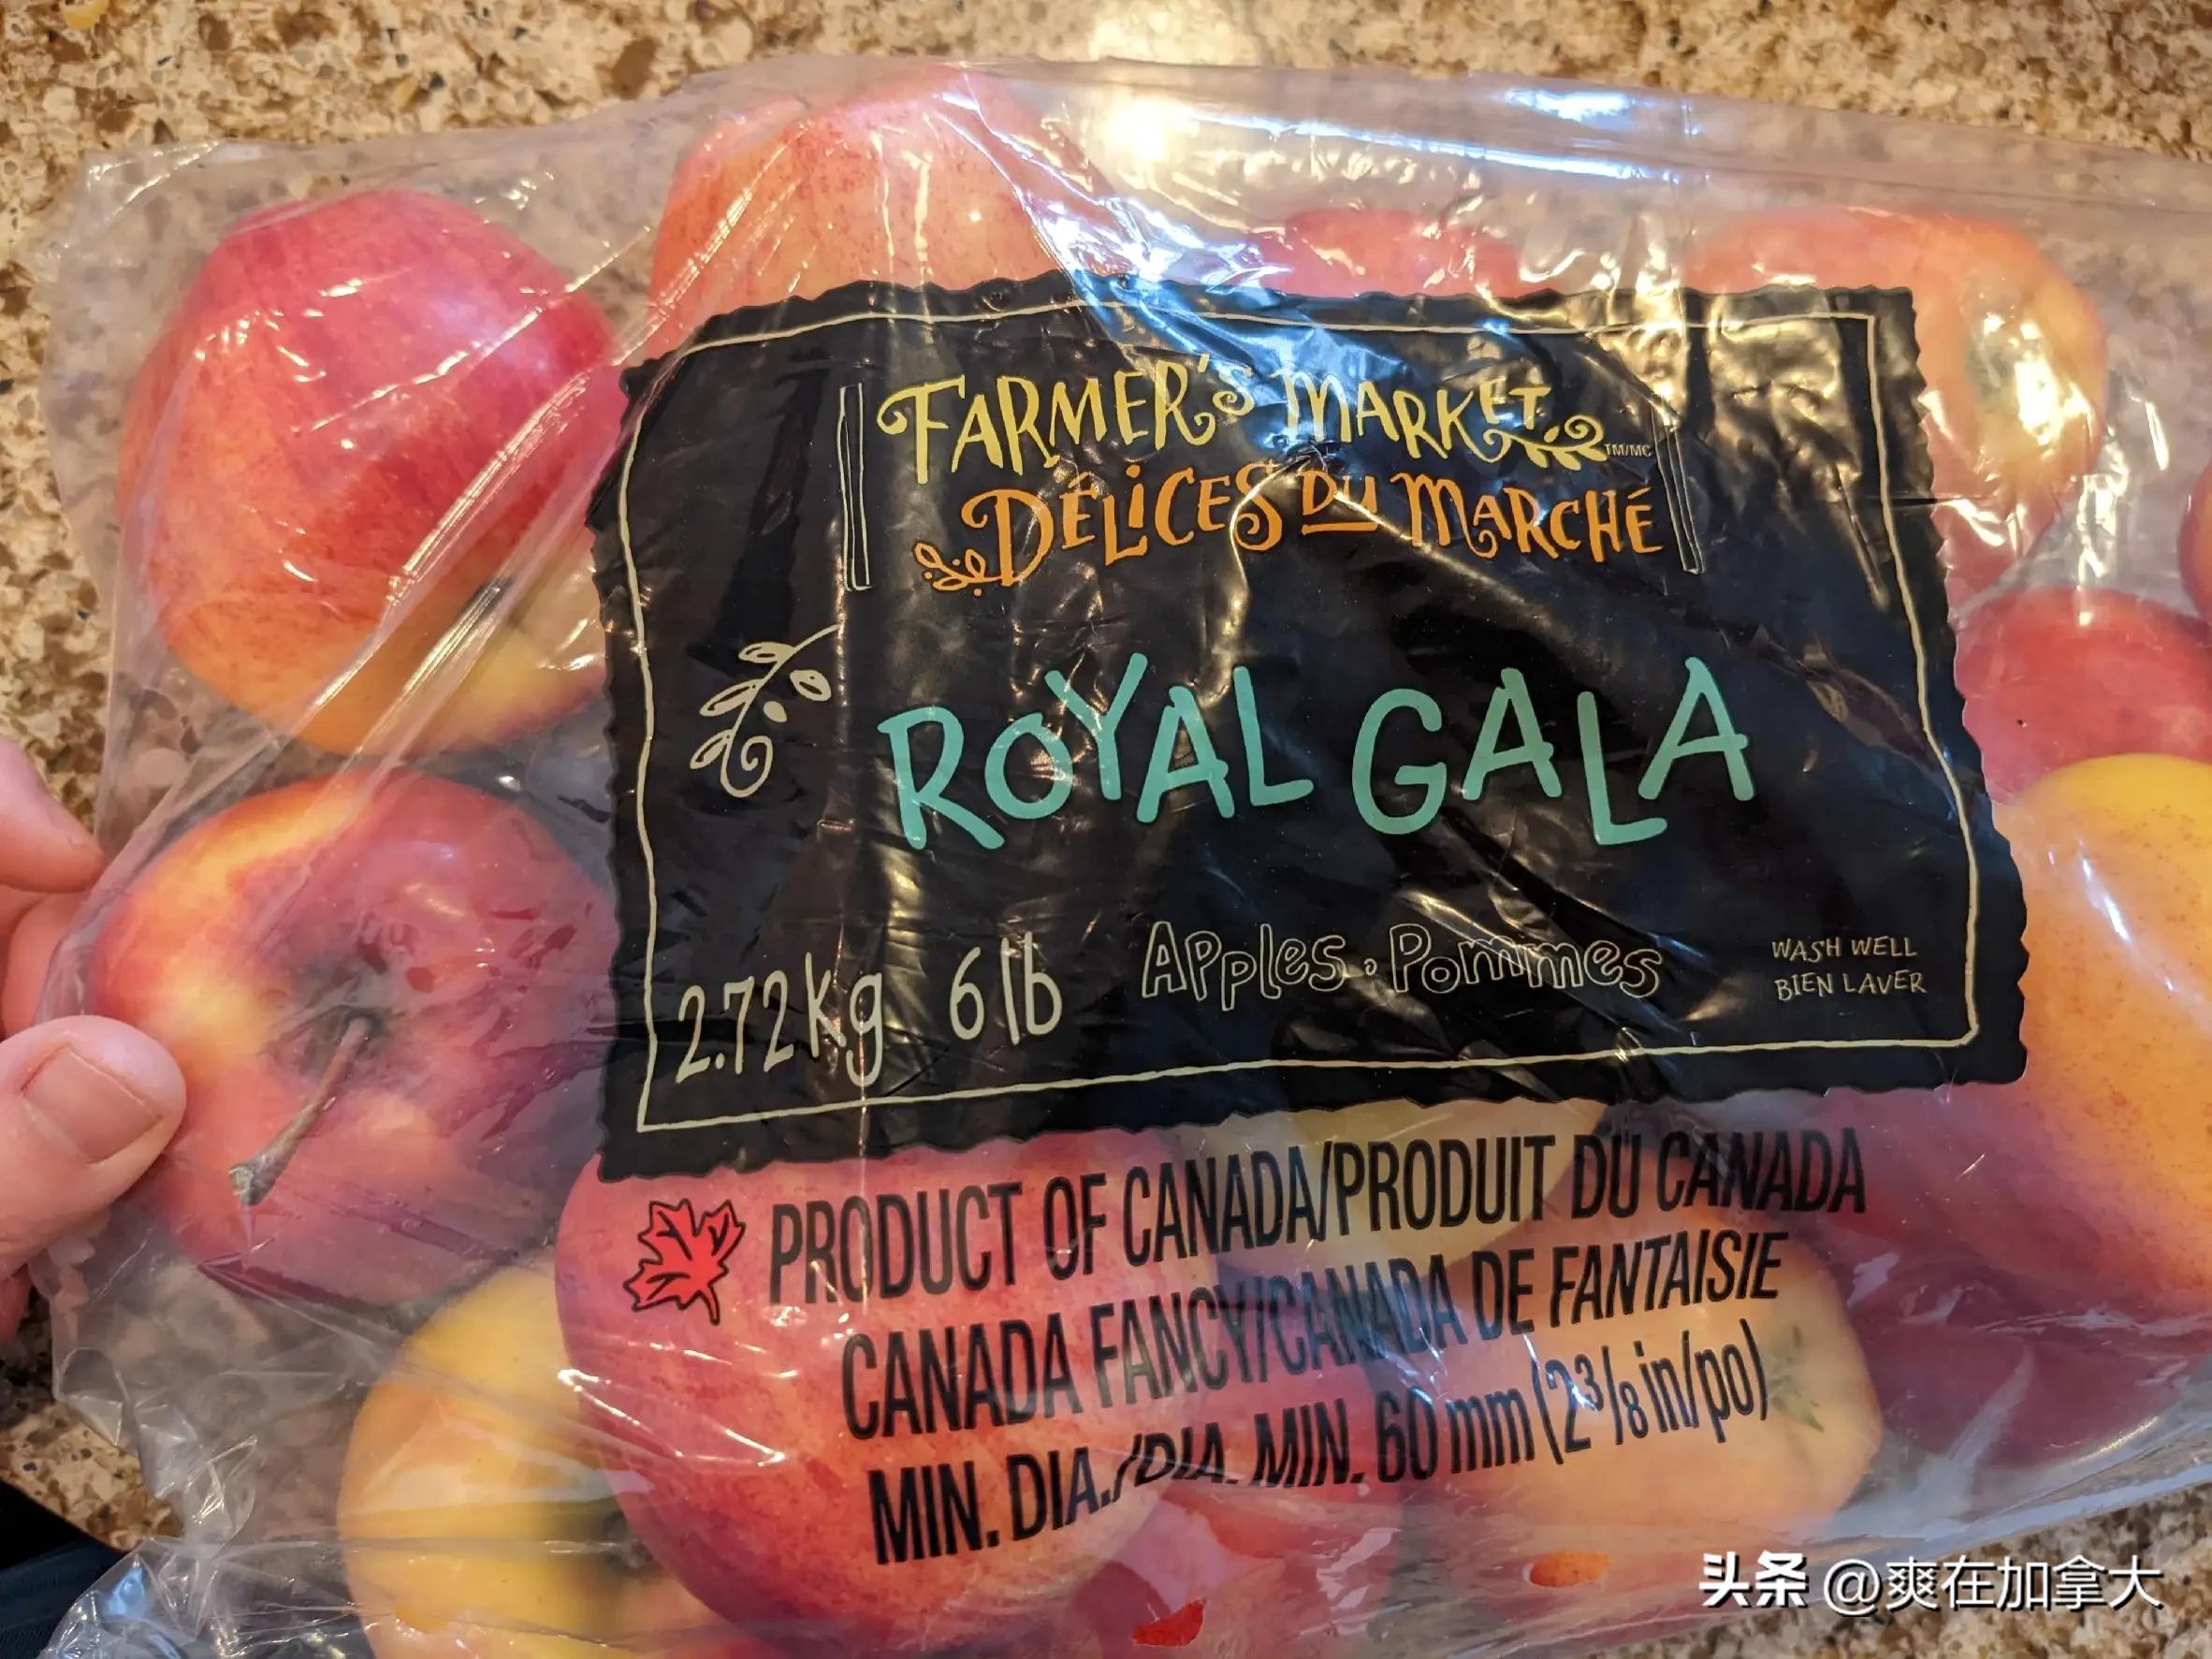 FARMER'S MARKET TM/MC
DÉLICES DU MARCHÉ
ROYAL GALA
2.72kg 6 lb Apples • Pommes
WASH WELL
BIEN LAVER
PRODUCT OF CANADA/PRODUIT DU CANADA
CANADA FANCY/CANADA DE FANTAISIE
MIN. DIA./DIA. MIN. 60 mm (2 3/8 in/po)
头条 @爽在加拿大